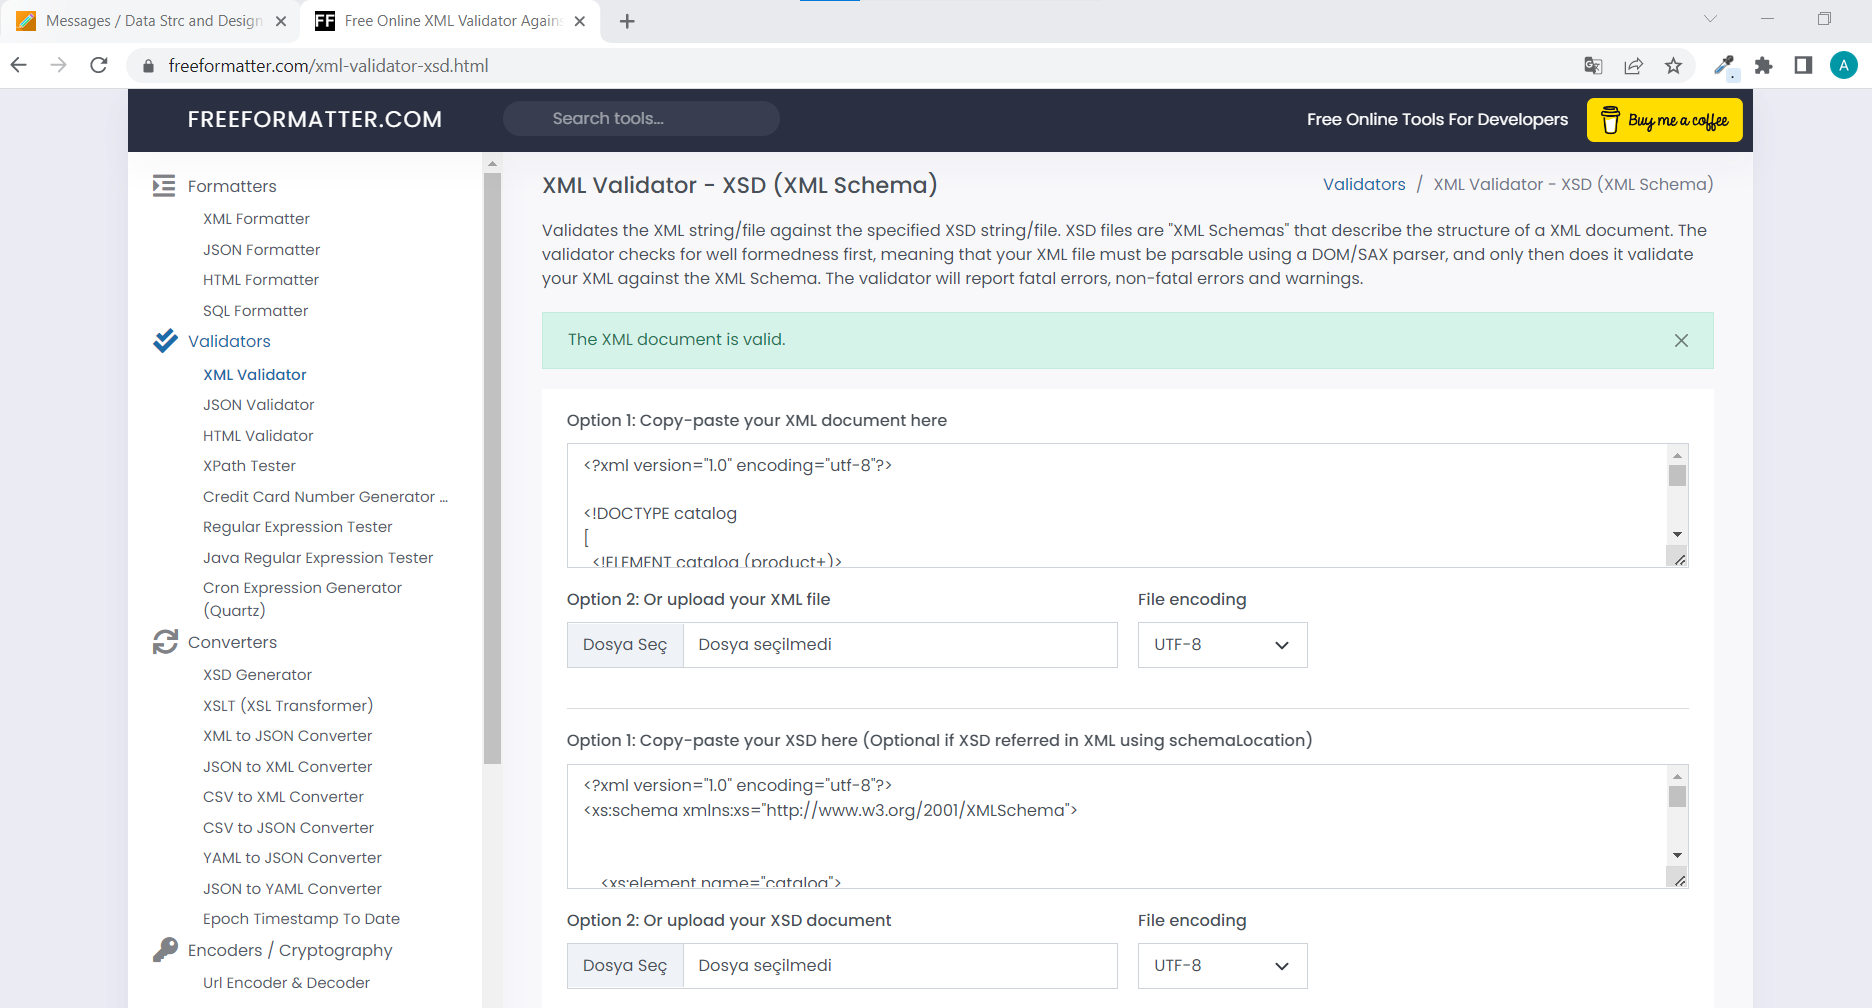 Messages / Data Strc and Design
Free Online XML Validator Again
freeformatter.com/xml-validator-xsd.html
A
FREEFORMATTER.COM
Search tools...
Free Online Tools For Developers
Buy me a coffee
Formatters
XML Formatter
JSON Formatter
HTML Formatter
SQL Formatter
Validators
XML Validator
JSON Validator
HTML Validator
XPath Tester
Credit Card Number Generator ...
Regular Expression Tester
Java Regular Expression Tester
Cron Expression Generator
(Quartz)
Converters
XSD Generator
XSLT (XSL Transformer)
XML to JSON Converter
JSON to XML Converter
CSV to XML Converter
CSV to JSON Converter
YAML to JSON Converter
JSON to YAML Converter
Epoch Timestamp To Date
Encoders / Cryptography
Url Encoder & Decoder
XML Validator - XSD (XML Schema)
Validators / XML Validator - XSD (XML Schema)
Validates the XML string/file against the specified XSD string/file. XSD files are "XML Schemas" that describe the structure of a XML document. The
validator checks for well formedness first, meaning that your XML file must be parsable using a DOM/SAX parser, and only then does it validate
your XML against the XML Schema. The validator will report fatal errors, non-fatal errors and warnings.
The XML document is valid.
Option 1: Copy-paste your XML document here
<?xml version="1.0" encoding="utf-8"?>
<!DOCTYPE catalog
[
<!ELEMENT catalog (product+)>
Option 2: Or upload your XML file
File encoding
Dosya Seç
Dosya seçilmedi
UTF-8
Option 1: Copy-paste your XSD here (Optional if XSD referred in XML using schemaLocation)
<?xml version="1.0" encoding="utf-8"?>
<xs:schema xmlns:xs="http://www.w3.org/2001/XMLSchema">
<xs:element name="catalog">
Option 2: Or upload your XSD document
File encoding
Dosya Seç
Dosya seçilmedi
UTF-8